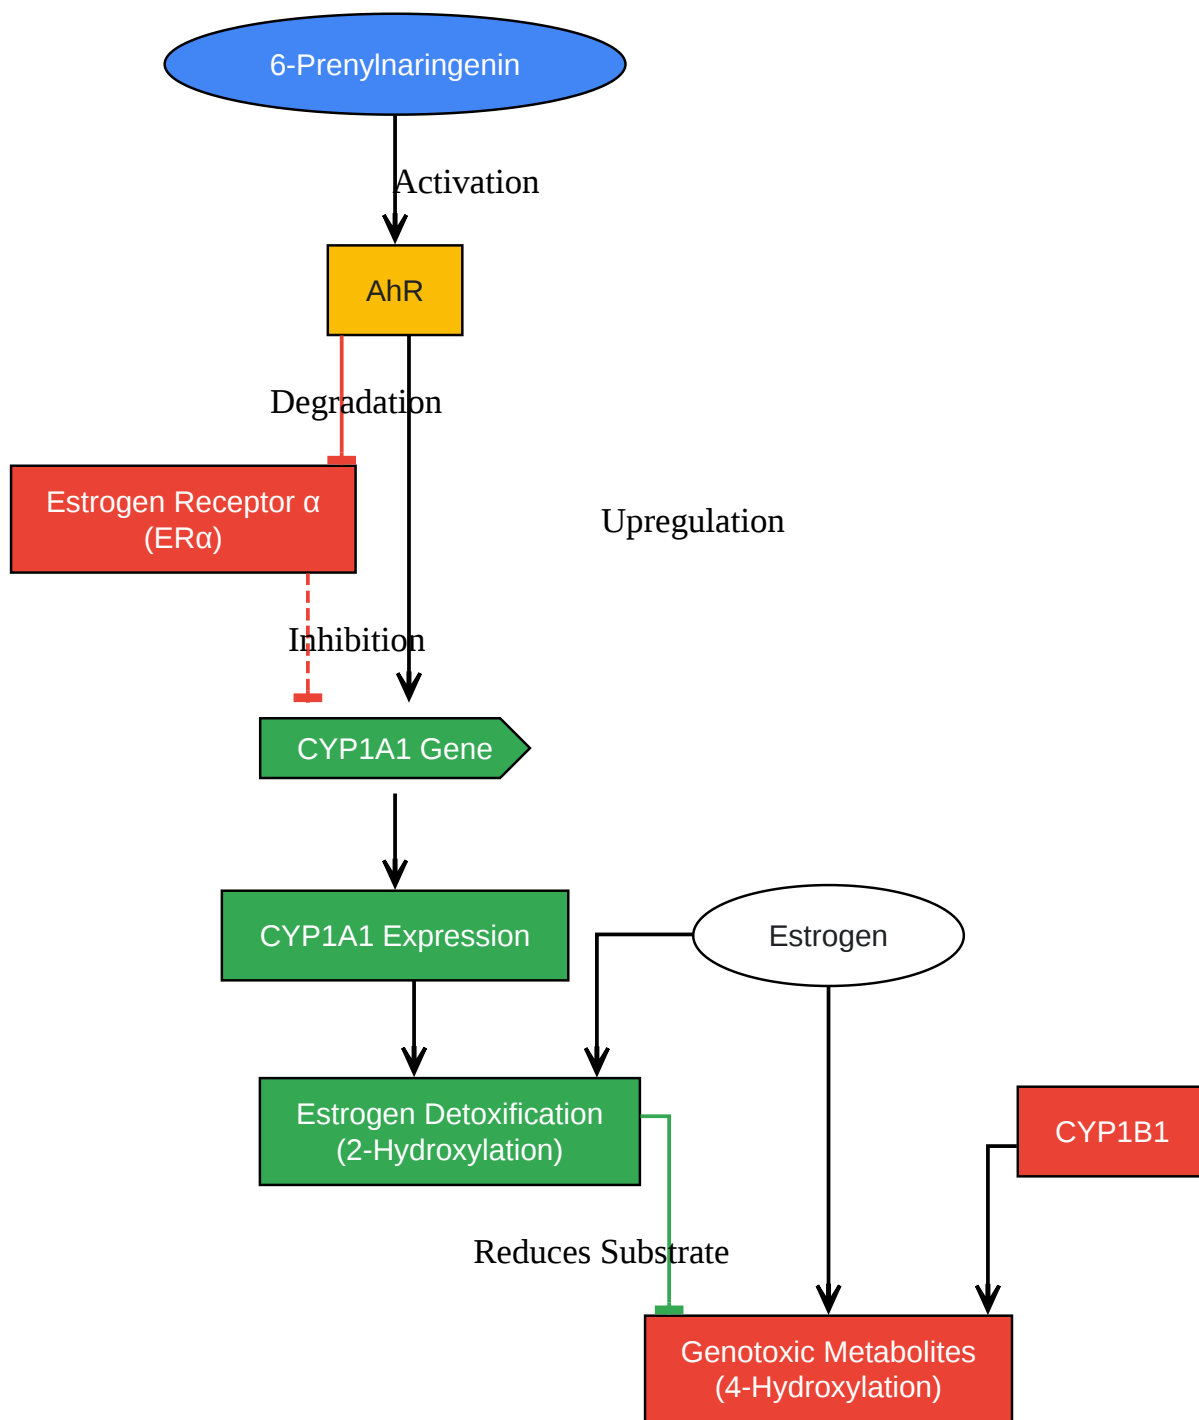 6-Prenylnaringenin
Activation
AhR
Degradation
Estrogen Receptor α
(ERα)
Upregulation
Inhibition
CYP1A1 Gene
CYP1A1 Expression
Estrogen
Estrogen Detoxification
(2-Hydroxylation)
CYP1B1
Reduces Substrate
Genotoxic Metabolites
(4-Hydroxylation)